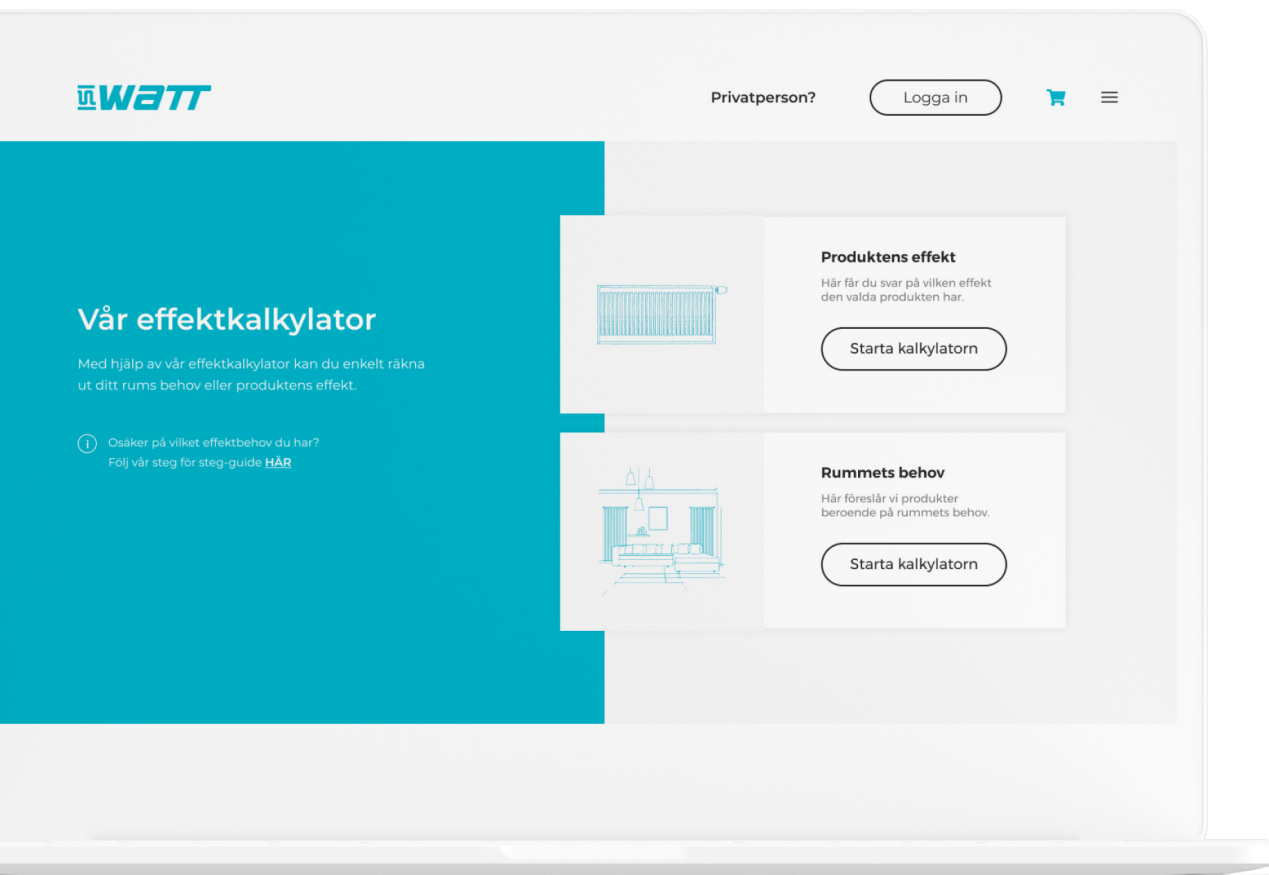 WATT
Privatperson?
Logga in
Vår effektkalkylator
Med hjälp av vår effektkalkylator kan du enkelt räkna
ut ditt rums behov eller produktens effekt.
Osäker på vilket effektbehov du har?
Följ vår steg för steg-guide HÄR
Produktens effekt
Här får du svar på vilken effekt
den valda produkten har.
Starta kalkylatorn
Rummets behov
Här föreslår vi produkter
beroende på rummets behov.
Starta kalkylatorn